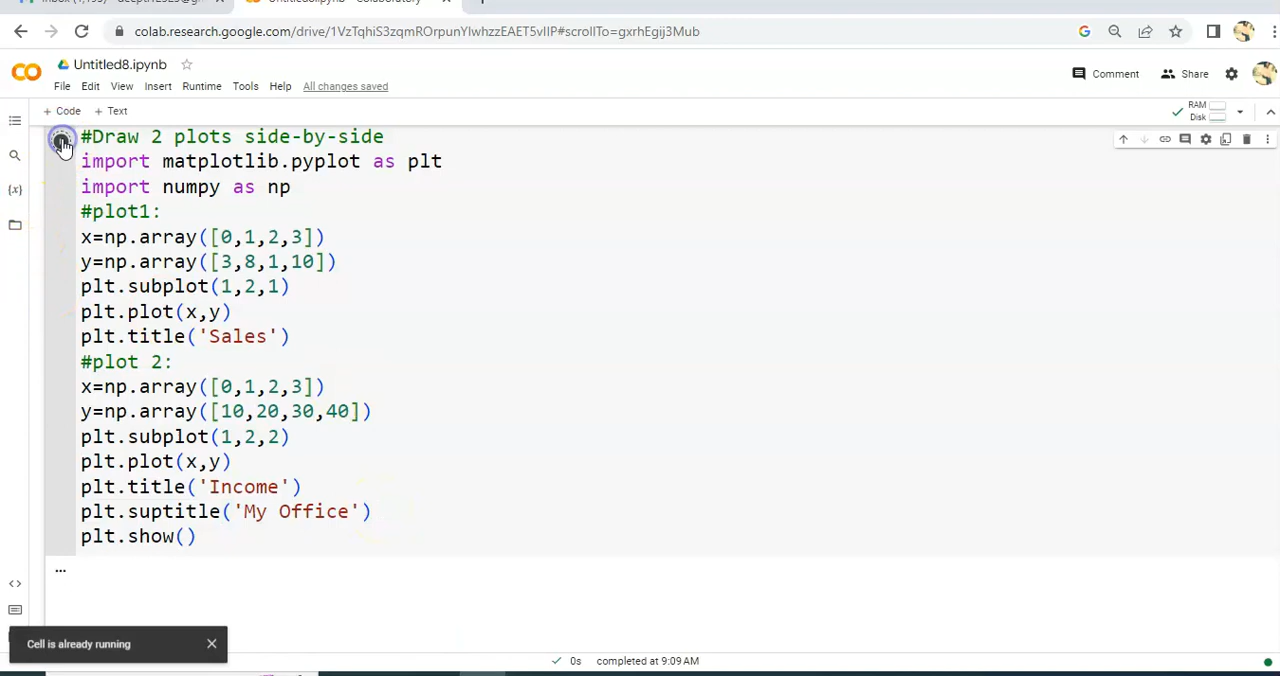 Untitled8.ipynb - Colaboratory
colab.research.google.com/drive/1VzTqhiS3zqmROrpunYlwhzzEAET5vlIP#scrollTo=gxrhEgij3Mub
Untitled8.ipynb
File Edit View Insert Runtime Tools Help All changes saved
Comment Share
+ Code + Text
RAM
Disk
#Draw 2 plots side-by-side
import matplotlib.pyplot as plt
import numpy as np
#plot1:
x=np.array([0,1,2,3])
y=np.array([3,8,1,10])
plt.subplot(1,2,1)
plt.plot(x,y)
plt.title('Sales')
#plot 2:
x=np.array([0,1,2,3])
y=np.array([10,20,30,40])
plt.subplot(1,2,2)
plt.plot(x,y)
plt.title('Income')
plt.suptitle('My Office')
plt.show()
...
Cell is already running
0s completed at 9:09 AM